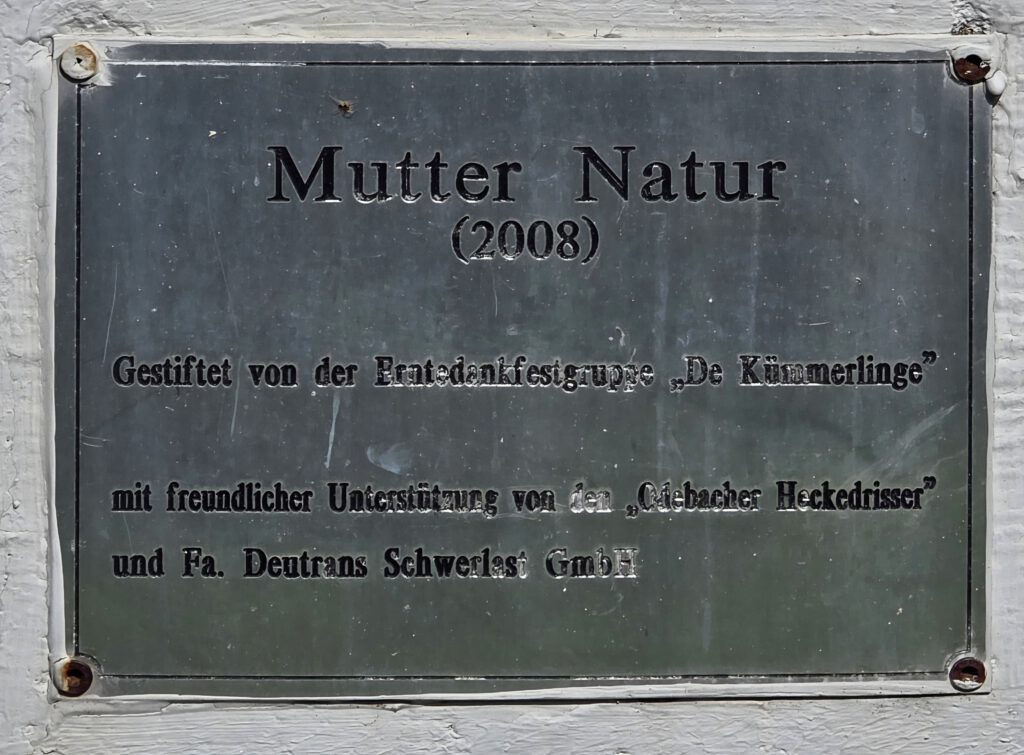 Mutter Natur
(2008)
Gestiftet von der Erntedankfestgruppe „De Kümmerlinge”
mit freundlicher Unterstützung von den „Odebacher Heckedrisser”
und Fa. Deutrans Schwerlast GmbH